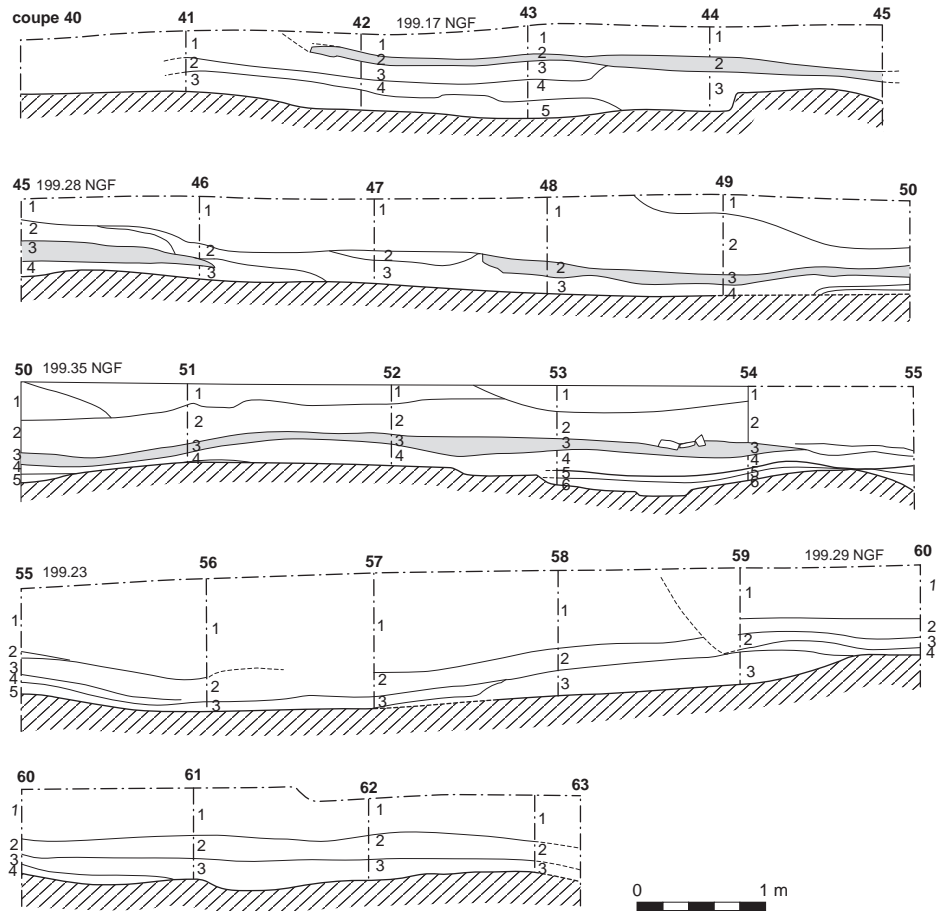 coupe 40 41 42 199.17 NGF 43 44 45
1 1 1 1
2 2 2 2
3 3 3 3
4 4
5
45 199.28 NGF 46 47 48 49 50
1 1 1 1 1
2 2 2 2 2
3 3 3 3 3
4 4
50 199.35 NGF 51 52 53 54 55
1 1 1 1 1
2 2 2 2 2
3 3 3 3 3
4 4 4 4 4
5 5 5
6 6
55 199.23 56 57 58 59 199.29 NGF 60
1 1 1 1 1 1
2 2 2 2 2 2
3 3 3 3 3 3
4 4
5
60 61 62 63
1 1 1 1
2 2 2 2
3 3 3 3
4
0 1 m